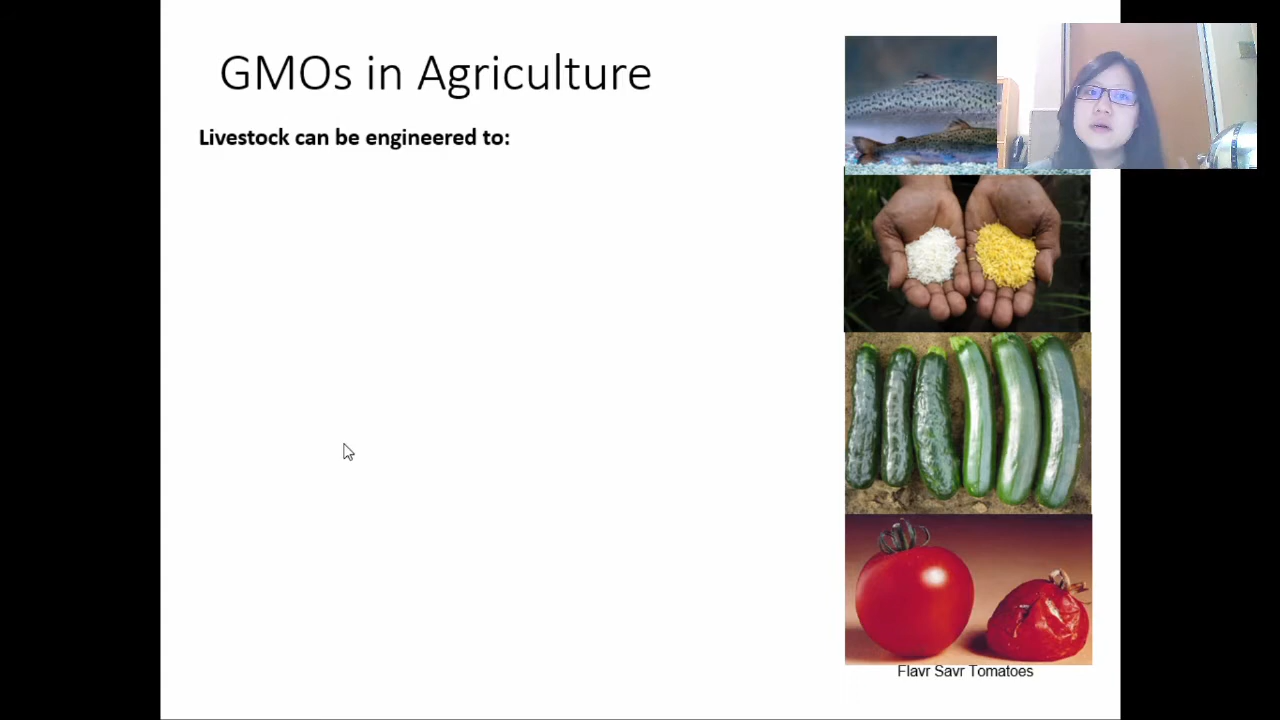 GMOs in Agriculture
Livestock can be engineered to:
Flavr Savr Tomatoes